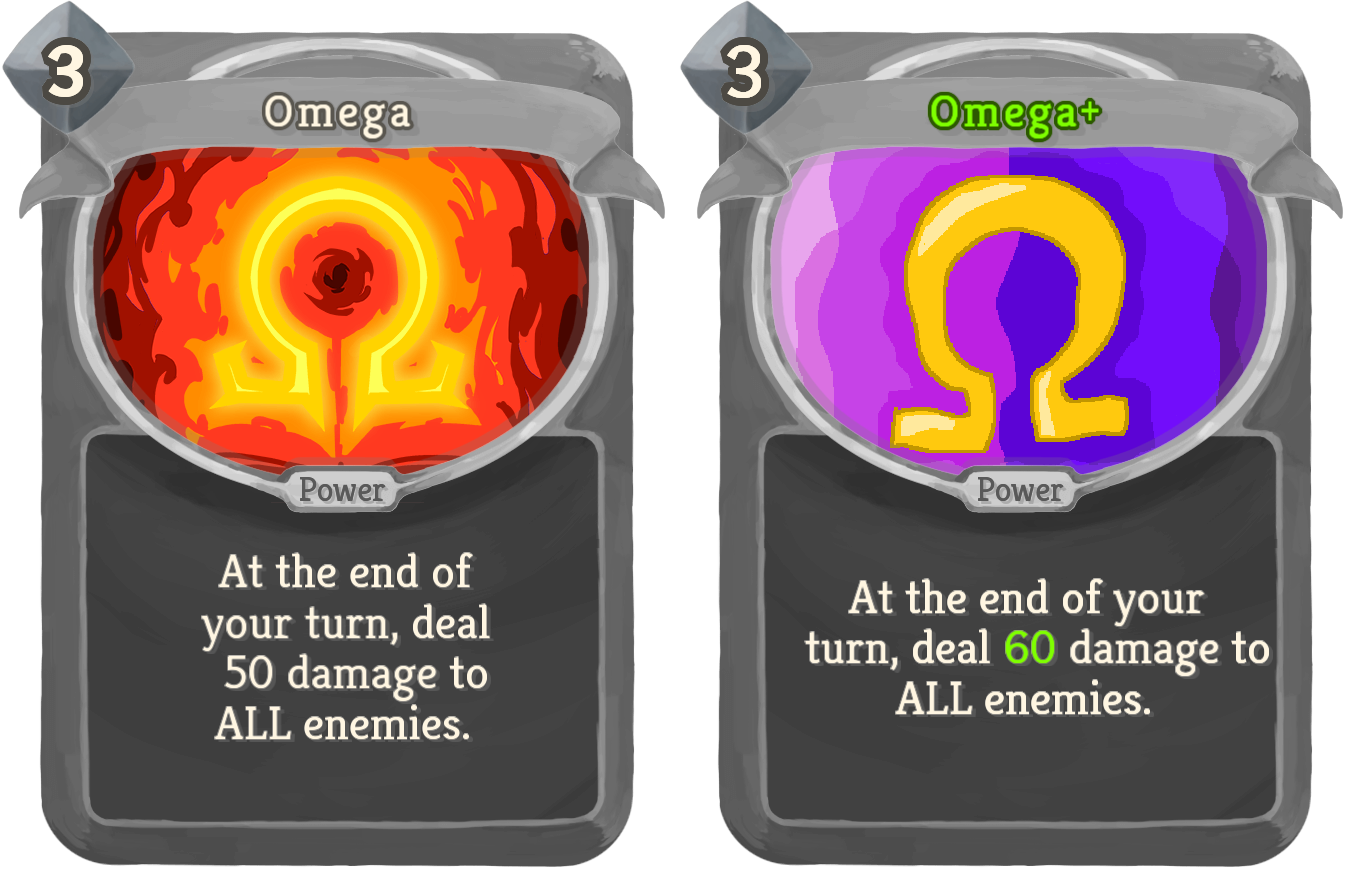 3
Omega
Power
At the end of
your turn, deal
50 damage to
ALL enemies.
3
Omega+
Power
At the end of your
turn, deal 60 damage to
ALL enemies.